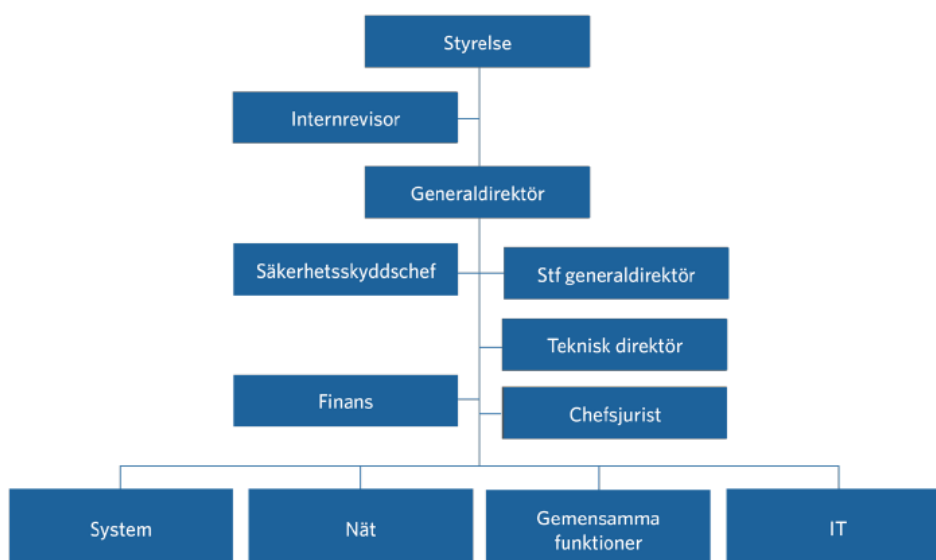 Styrelse
Internrevisor
Generaldirektör
Säkerhetsskyddschef
Stf generaldirektör
Teknisk direktör
Finans
Chefsjurist
System
Nät
Gemensamma
funktioner
IT